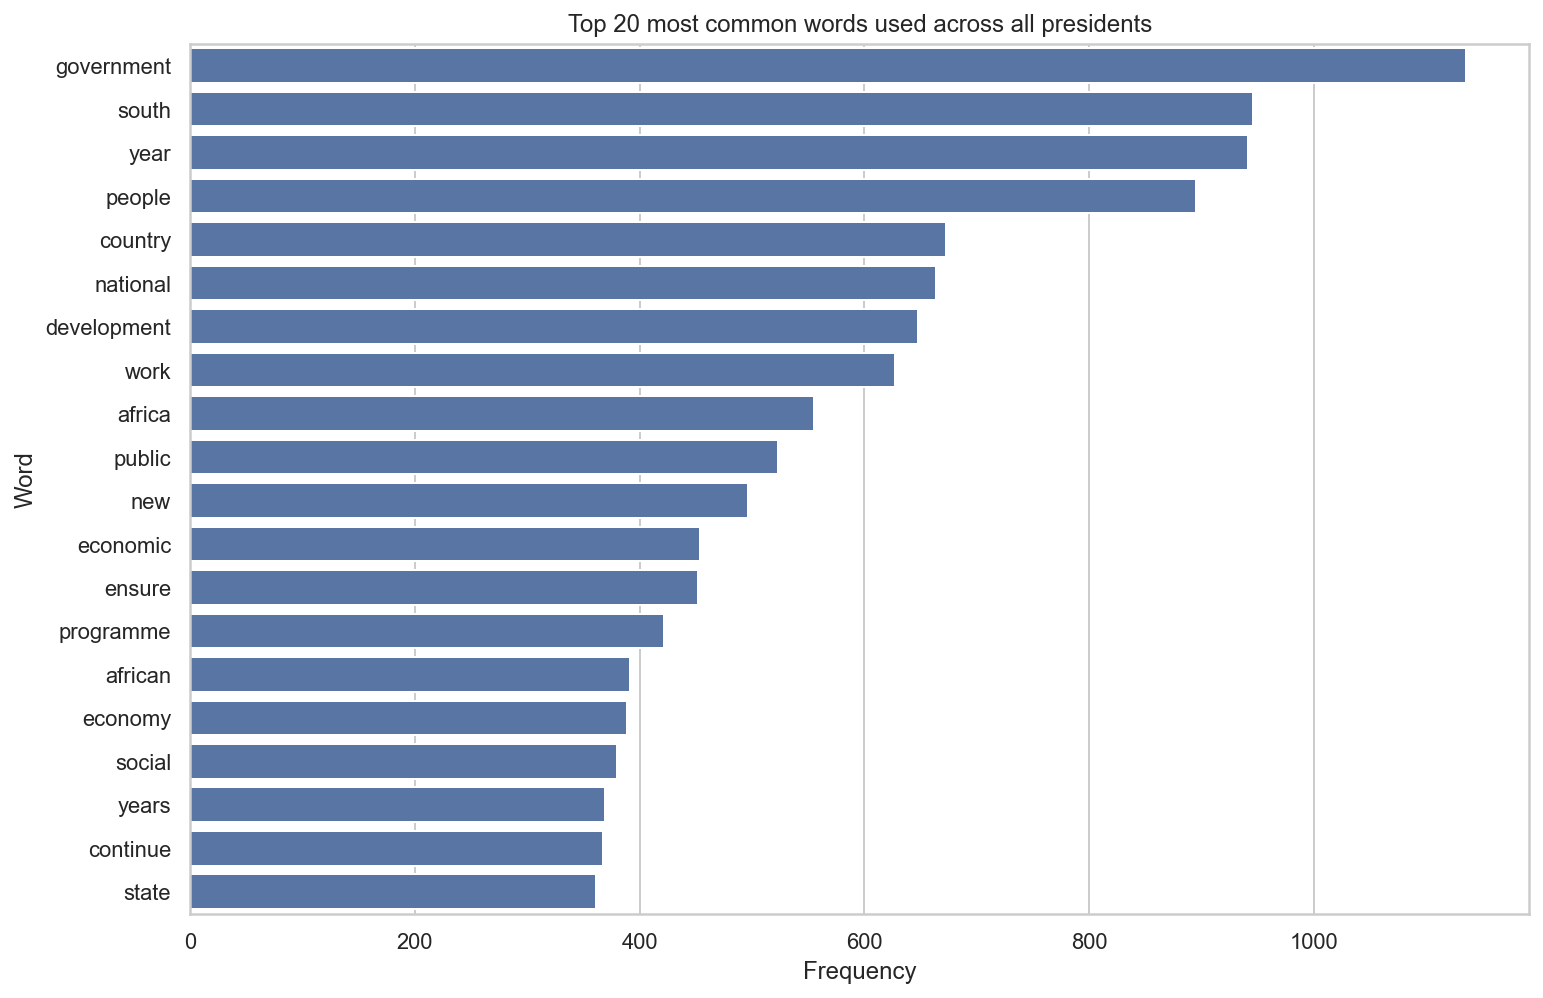 Top 20 most common words used across all presidents
government
south
year
people
country
national
development
work
africa
public
new
economic
ensure
programme
african
economy
social
years
continue
state
Word
0 200 400 600 800 1000
Frequency